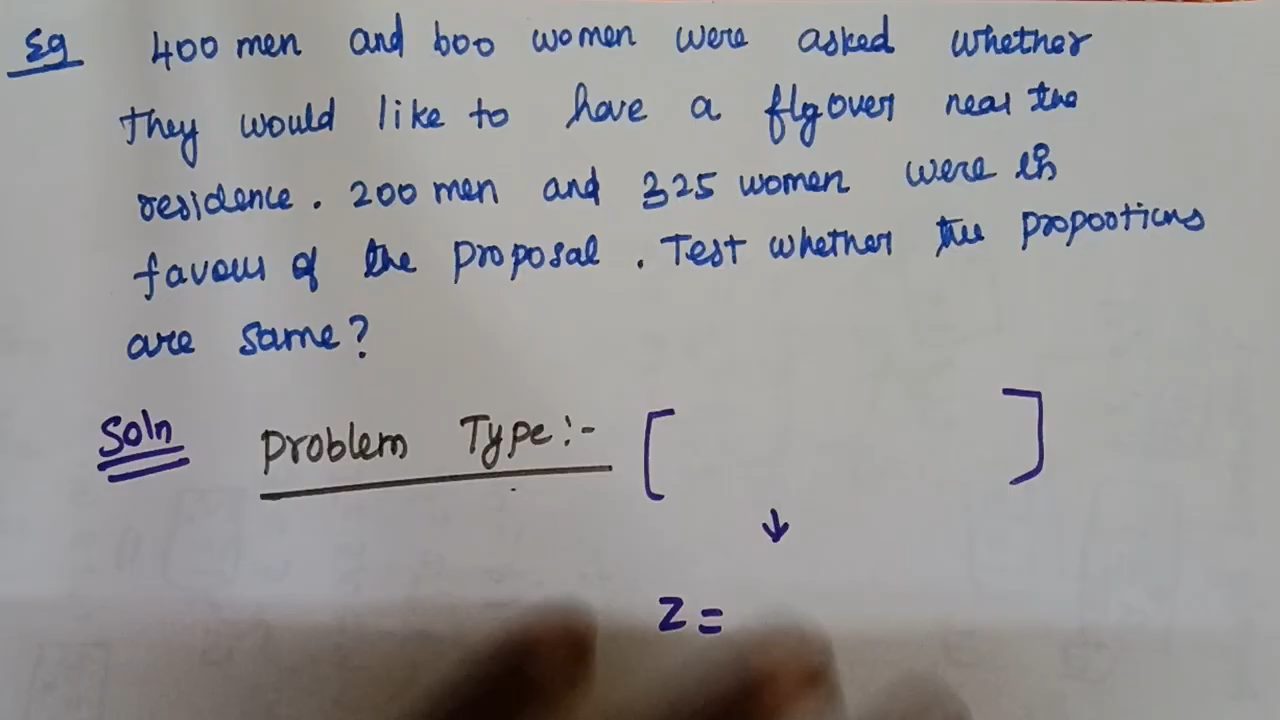 Eg 400 men and 600 women were asked whether
they would like to have a flyover near the
residence. 200 men and 325 women were in
favour of the proposal. Test whether the proportions
are same?
Soln Problem Type:- [ ]
↓
Z =